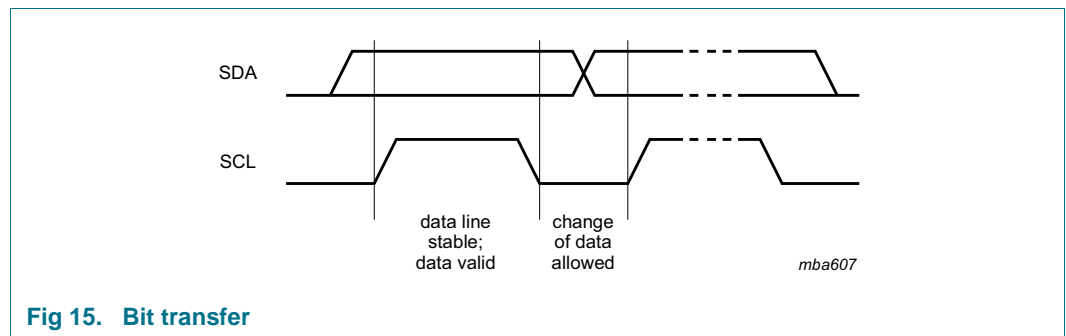 SDA
SCL
data line
stable;
data valid
change
of data
allowed
mba607
Fig 15. Bit transfer